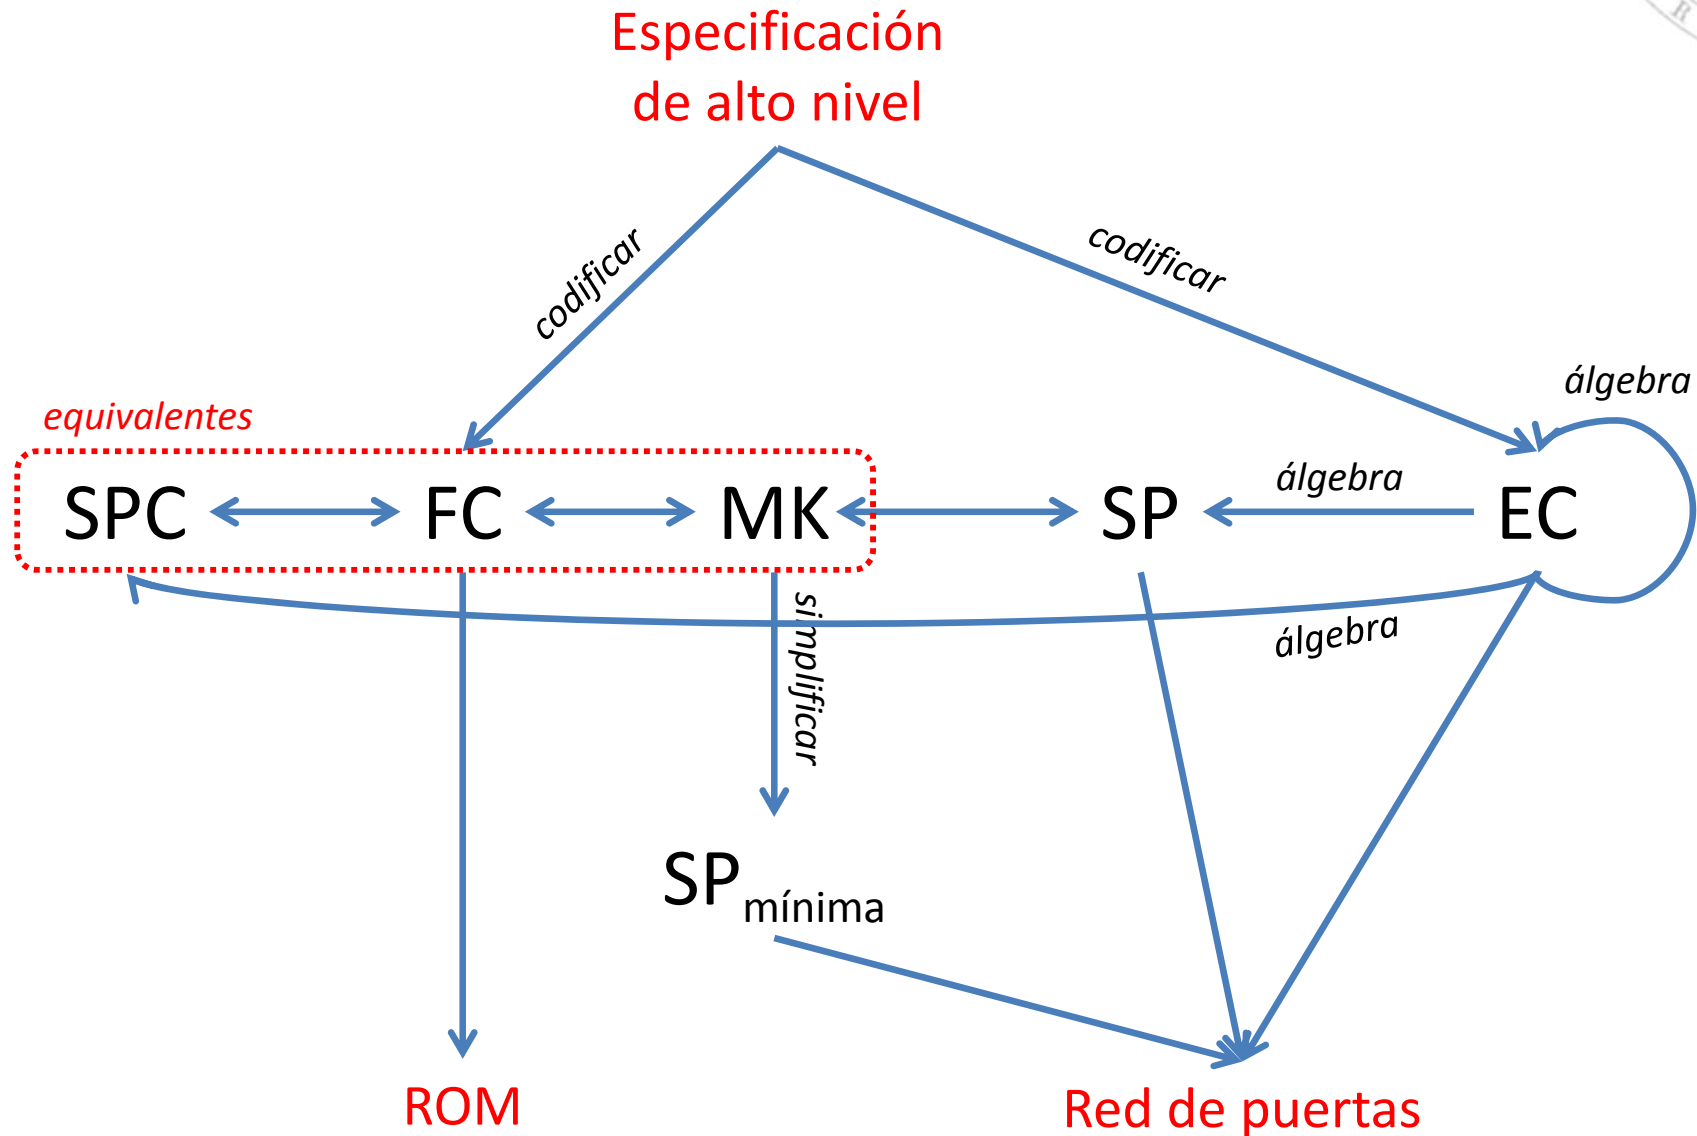 Especificación
de alto nivel
codificar
codificar
álgebra
equivalentes
SPC
FC
MK
SP
álgebra
EC
simplificar
álgebra
SP mínima
ROM
Red de puertas
R